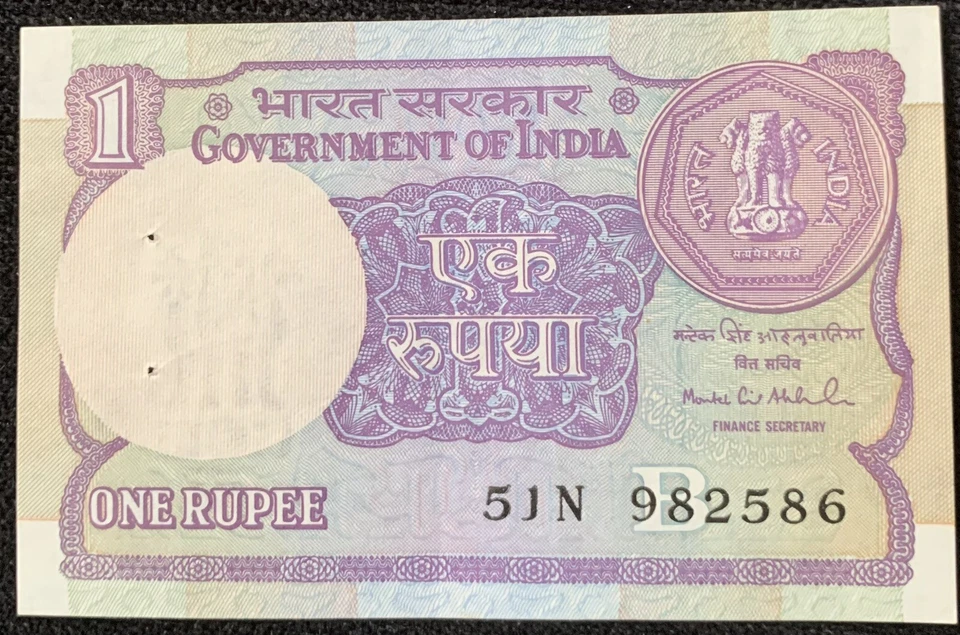 1
भारत सरकार
GOVERNMENT OF INDIA
भारत
INDIA
सत्यमेव जयते
एक
रुपया
मन्टेक सिंह आहलुवालिया
वित्त सचिव
FINANCE SECRETARY
ONE RUPEE
B
51N 982586